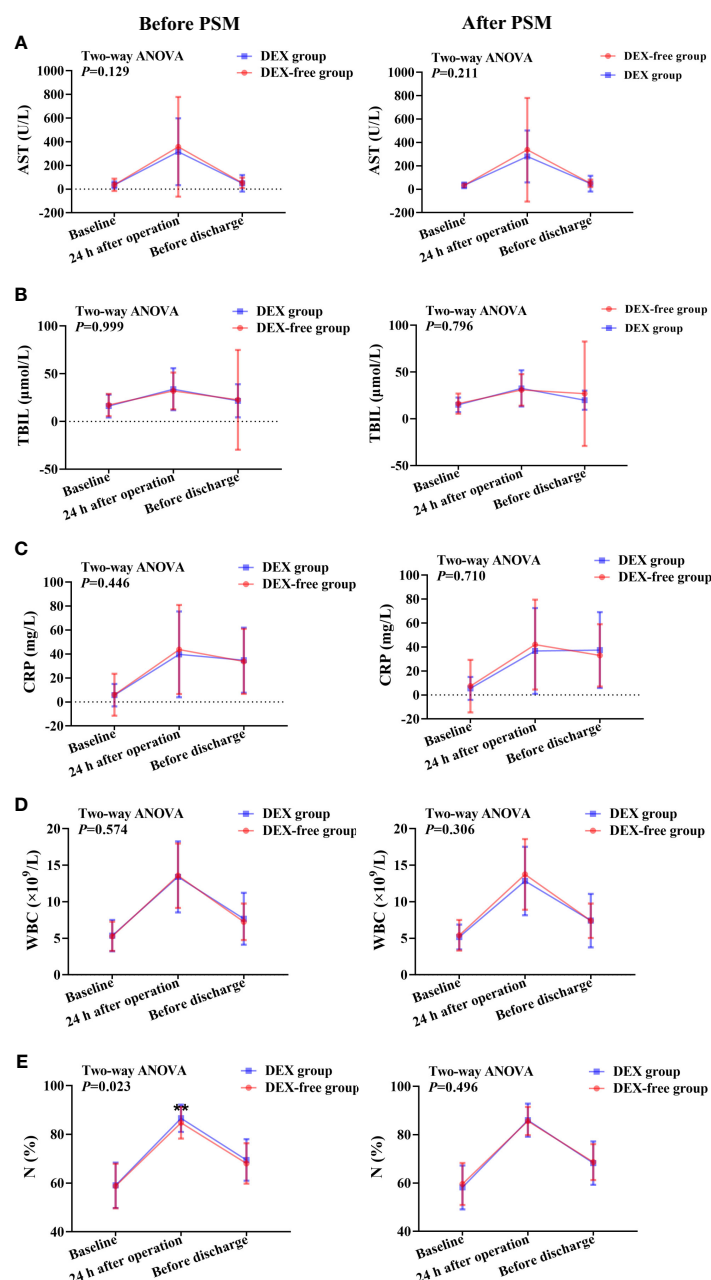 Before PSM
After PSM
A
Two-way ANOVA
P=0.129
DEX group
DEX-free group
AST (U/L)
1000
800
600
400
200
0
-200
Baseline
24 h after operation
Before discharge
Two-way ANOVA
P=0.211
DEX-free group
DEX group
AST (U/L)
1000
800
600
400
200
0
-200
Baseline
24 h after operation
Before discharge
B
Two-way ANOVA
P=0.999
DEX group
DEX-free group
TBIL (μmol/L)
100
50
0
-50
Baseline
24 h after operation
Before discharge
Two-way ANOVA
P=0.796
DEX-free group
DEX group
TBIL (μmol/L)
100
50
0
-50
Baseline
24 h after operation
Before discharge
C
Two-way ANOVA
P=0.446
DEX group
DEX-free group
CRP (mg/L)
100
80
60
40
20
0
-20
Baseline
24 h after operation
Before discharge
Two-way ANOVA
P=0.710
DEX group
DEX-free group
CRP (mg/L)
100
80
60
40
20
0
-20
Baseline
24 h after operation
Before discharge
D
Two-way ANOVA
P=0.574
DEX group
DEX-free group
WBC (×10⁹/L)
20
15
10
5
0
Baseline
24 h after operation
Before discharge
Two-way ANOVA
P=0.306
DEX group
DEX-free group
WBC (×10⁹/L)
20
15
10
5
0
Baseline
24 h after operation
Before discharge
E
Two-way ANOVA
P=0.023
DEX group
DEX-free group
**
N (%)
100
80
60
40
Baseline
24 h after operation
Before discharge
Two-way ANOVA
P=0.496
DEX group
DEX-free group
N (%)
100
80
60
40
Baseline
24 h after operation
Before discharge